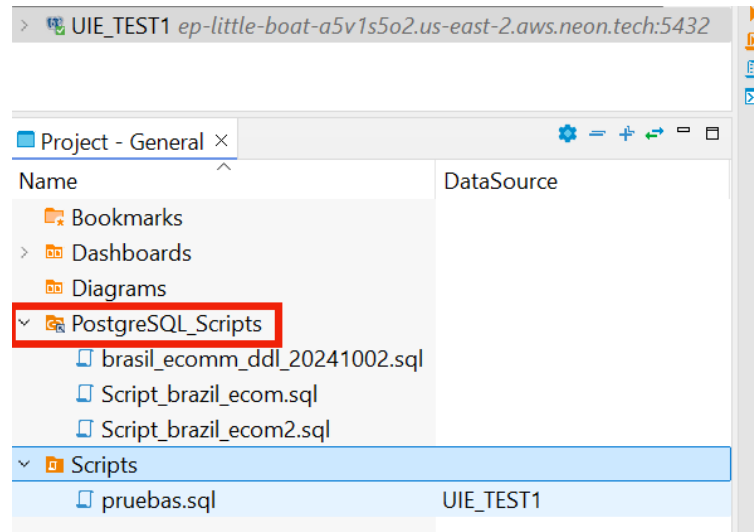 UIE_TEST1 ep-little-boat-a5v1s5o2.us-east-2.aws.neon.tech:5432
Project - General
Name DataSource
Bookmarks
Dashboards
Diagrams
PostgreSQL_Scripts
brasil_ecomm_ddl_20241002.sql
Script_brazil_ecom.sql
Script_brazil_ecom2.sql
Scripts
pruebas.sql UIE_TEST1